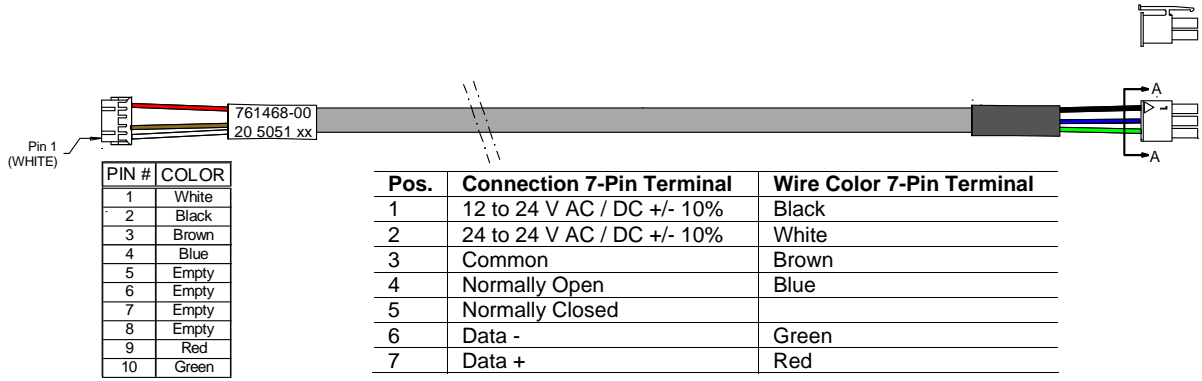 A
761468-00
20 5051 xx
Pin 1
(WHITE)
A
PIN # COLOR
1 White
2 Black
3 Brown
4 Blue
5 Empty
6 Empty
7 Empty
8 Empty
9 Red
10 Green
Pos. Connection 7-Pin Terminal Wire Color 7-Pin Terminal
1 12 to 24 V AC / DC +/- 10% Black
2 24 to 24 V AC / DC +/- 10% White
3 Common Brown
4 Normally Open Blue
5 Normally Closed
6 Data - Green
7 Data + Red